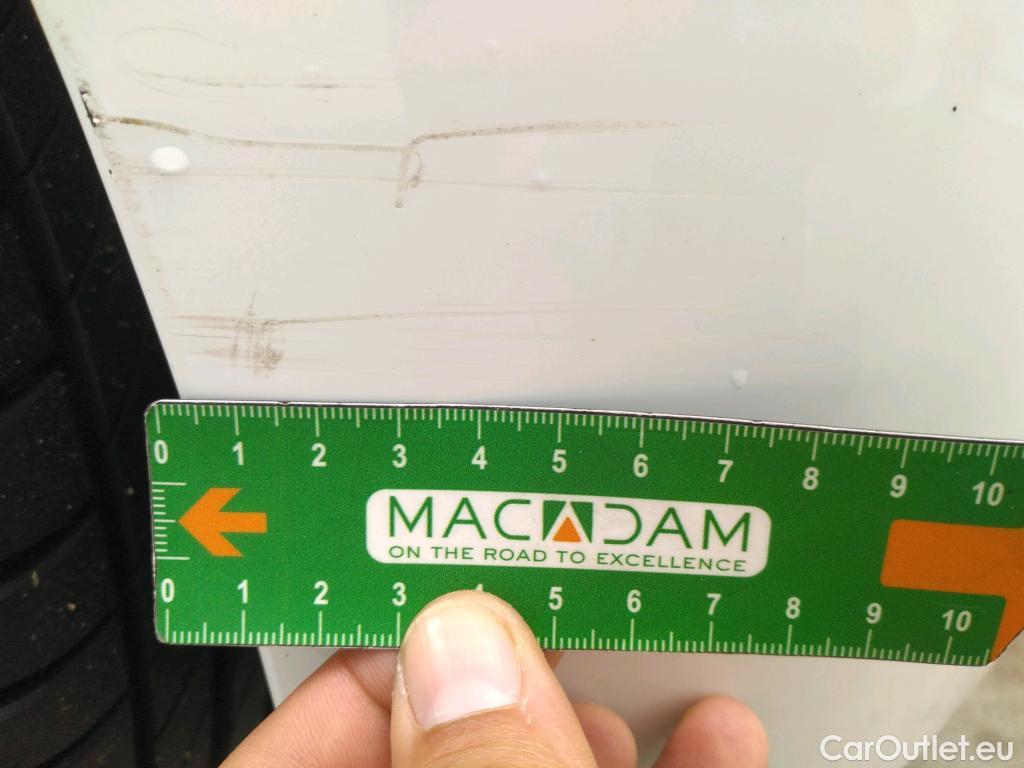 0 1 2 3 4 5 6 7 8 9 10
MACADAM
ON THE ROAD TO EXCELLENCE
0 1 2 3 4 5 6 7 8 9 10
CarOutlet.eu